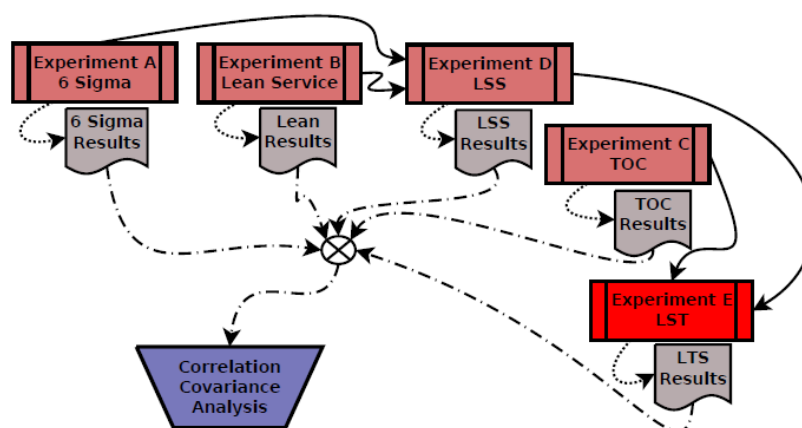 Experiment A
6 Sigma
Experiment B
Lean Service
Experiment D
LSS
6 Sigma
Results
Lean
Results
LSS
Results
Experiment C
TOC
TOC
Results
Experiment E
LST
LTS
Results
Correlation
Covariance
Analysis